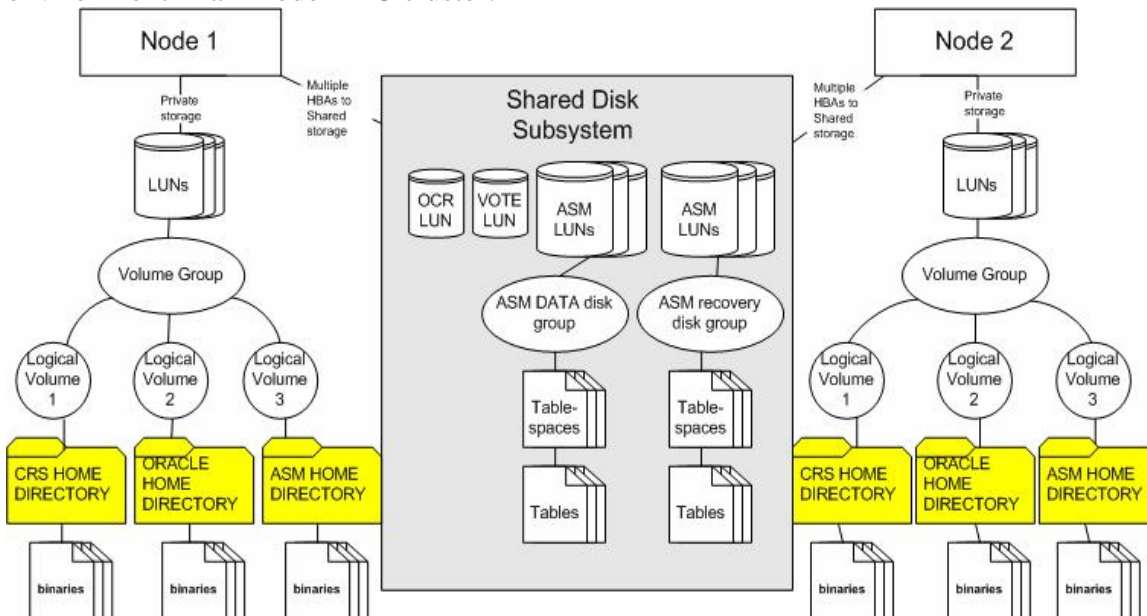 Node 1
Private
storage
LUNs
Volume Group
Logical
Volume
1
Logical
Volume
2
Logical
Volume
3
CRS HOME
DIRECTORY
ORACLE
HOME
DIRECTORY
ASM HOME
DIRECTORY
binaries
binaries
binaries
Multiple
HBAs to
Shared
storage
Shared Disk
Subsystem
OCR
LUN
VOTE
LUN
ASM
LUNs
ASM
LUNs
ASM DATA disk
group
ASM recovery
disk group
Table-
spaces
Table-
spaces
Tables
Tables
Node 2
Multiple
HBAs to
Shared
storage
Private
storage
LUNs
Volume Group
Logical
Volume
1
Logical
Volume
2
Logical
Volume
3
CRS HOME
DIRECTORY
ORACLE
HOME
DIRECTORY
ASM HOME
DIRECTORY
binaries
binaries
binaries